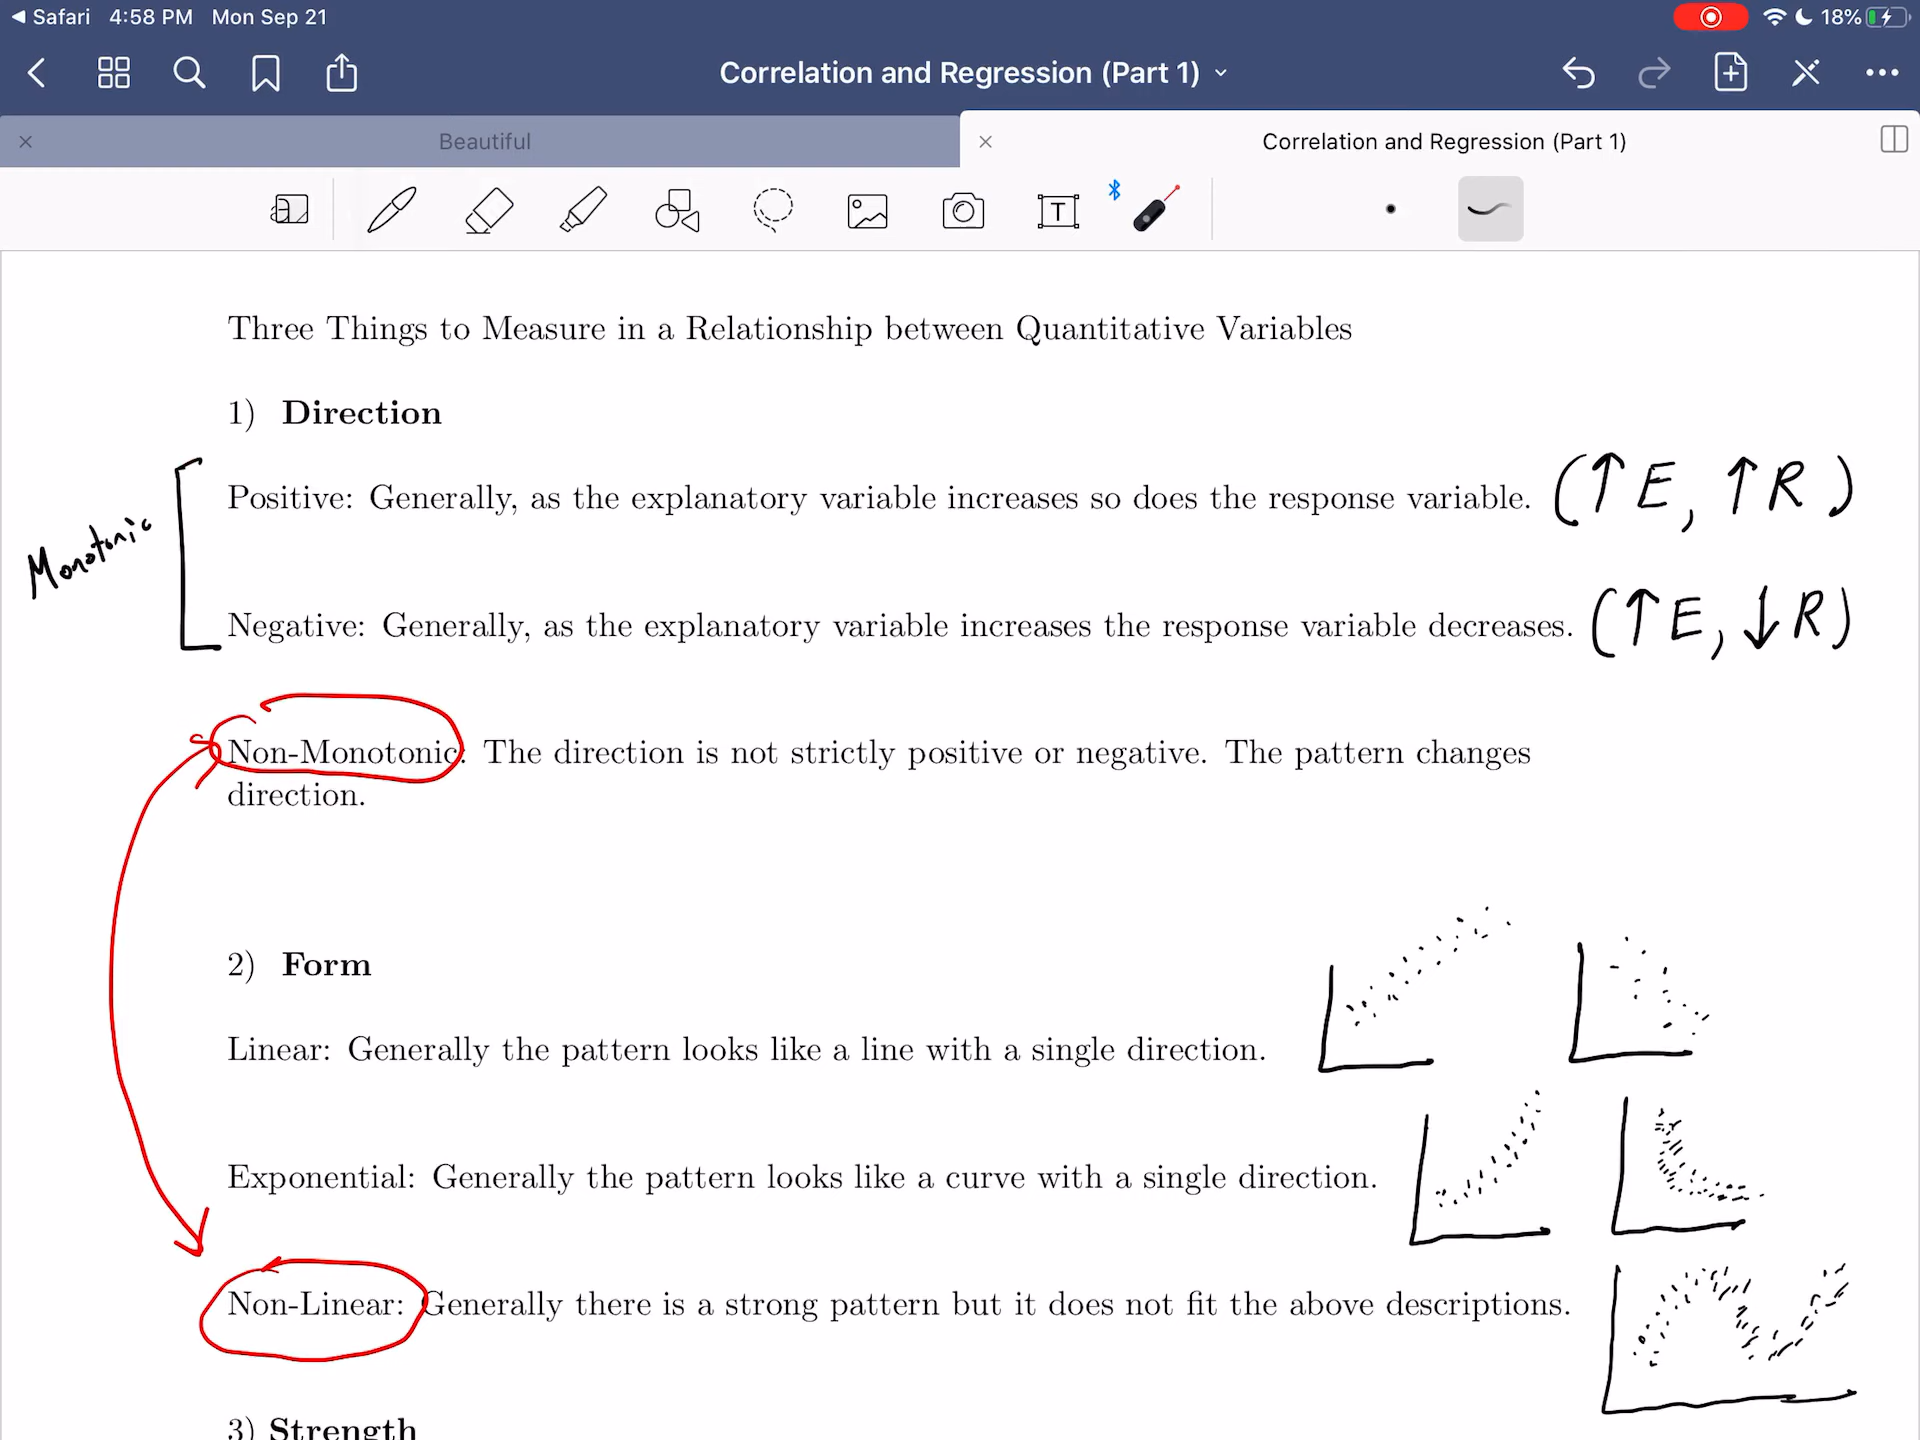 Safari 4:58 PM Mon Sep 21 18%
Correlation and Regression (Part 1)
Beautiful
Correlation and Regression (Part 1)
a T
Three Things to Measure in a Relationship between Quantitative Variables
1) Direction
Positive: Generally, as the explanatory variable increases so does the response variable. (↑E, ↑R)
Monotonic
Negative: Generally, as the explanatory variable increases the response variable decreases. (↑E, ↓R)
Non-Monotonic: The direction is not strictly positive or negative. The pattern changes
direction.
2) Form
Linear: Generally the pattern looks like a line with a single direction.
Exponential: Generally the pattern looks like a curve with a single direction.
Non-Linear: Generally there is a strong pattern but it does not fit the above descriptions.
3) Strength